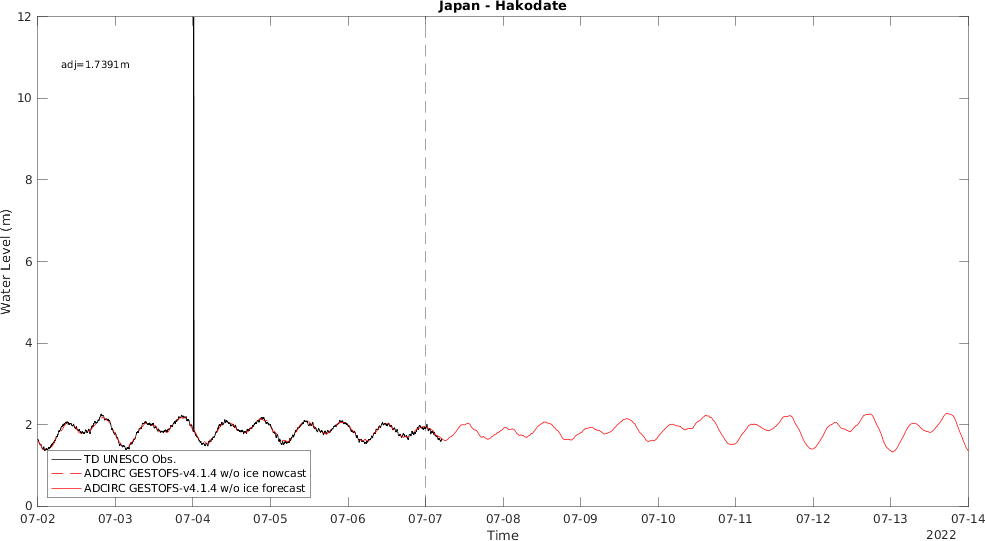 Japan - Hakodate
adj=1.7391m
Water Level (m)
12
10
8
6
4
2
0
TD UNESCO Obs.
ADCIRC GESTOFS-v4.1.4 w/o ice nowcast
ADCIRC GESTOFS-v4.1.4 w/o ice forecast
07-02 07-03 07-04 07-05 07-06 07-07 07-08 07-09 07-10 07-11 07-12 07-13 07-14
Time
2022